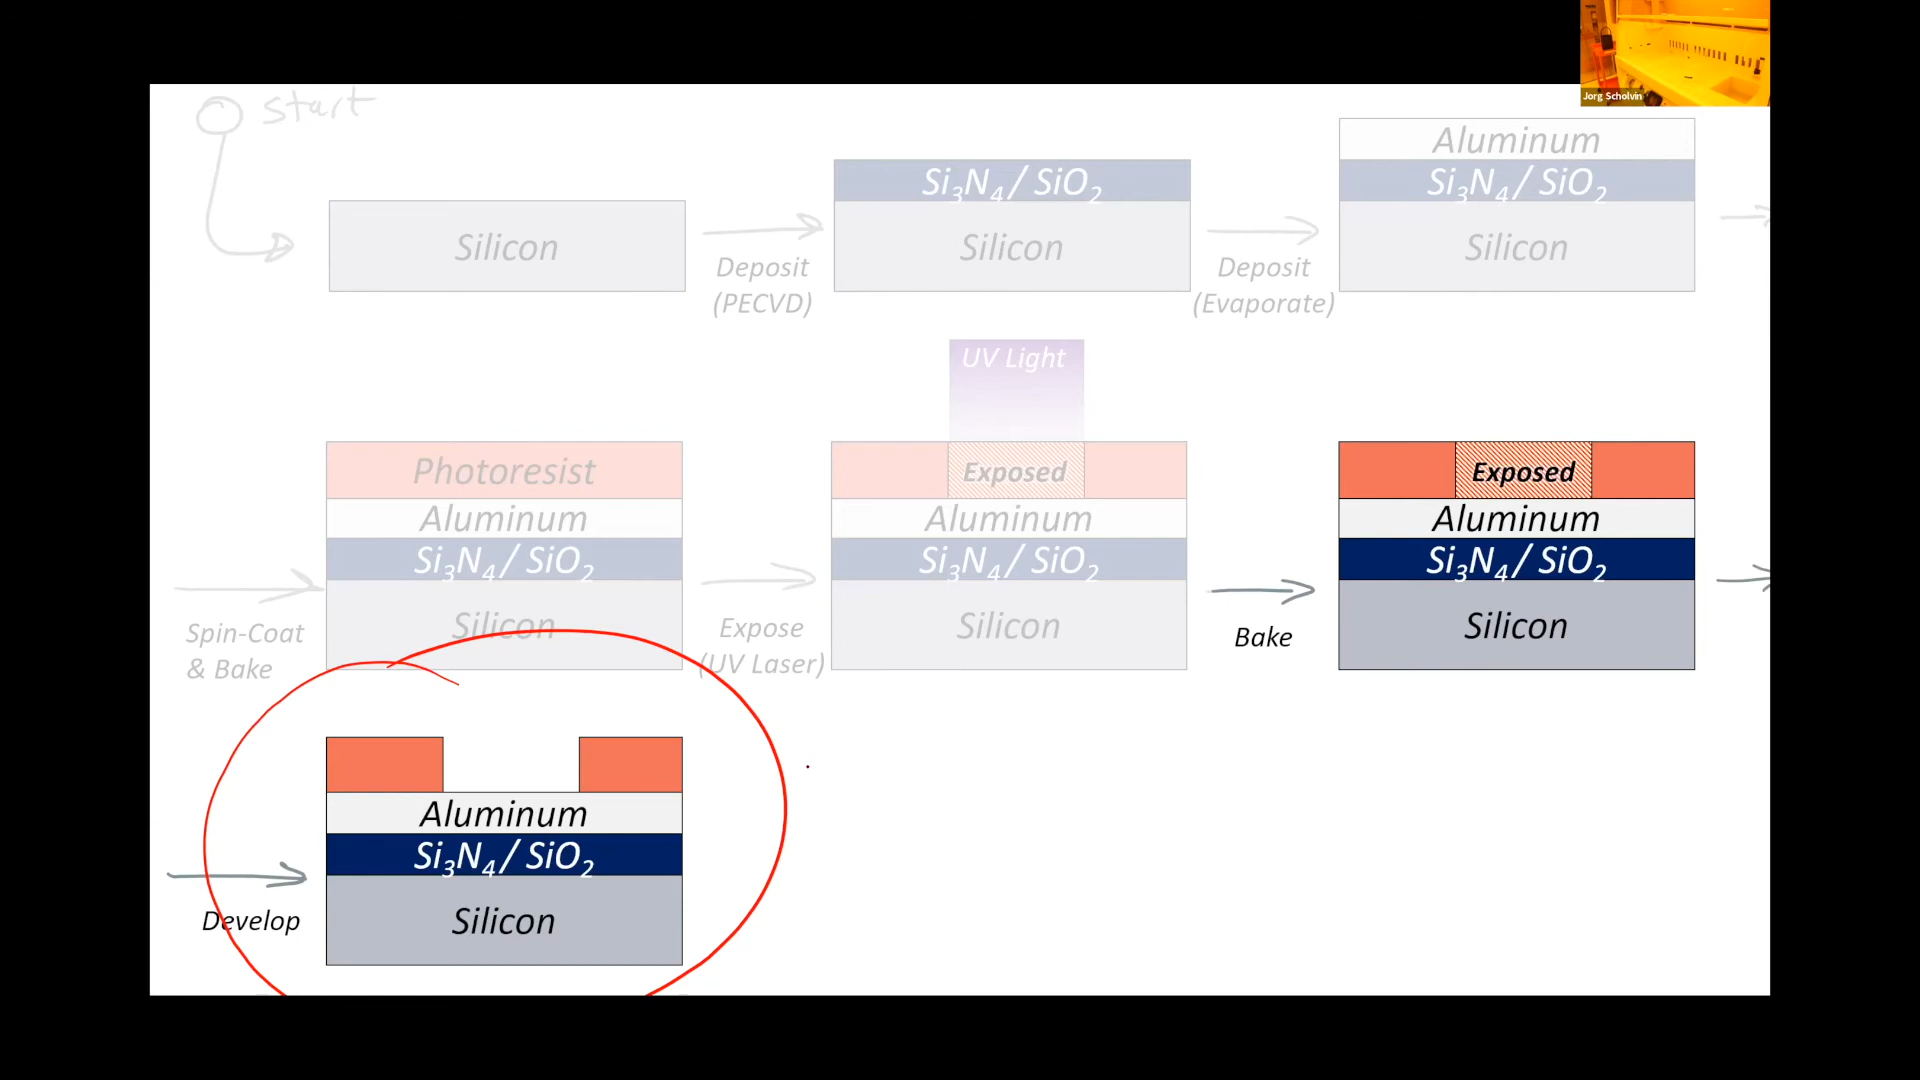 Jorg Scholvin
start
Silicon
Deposit
(PECVD)
Si3N4 / SiO2
Silicon
Deposit
(Evaporate)
Aluminum
Si3N4 / SiO2
Silicon
Spin-Coat
& Bake
Photoresist
Aluminum
Si3N4 / SiO2
Silicon
Expose
(UV Laser)
UV Light
Exposed
Aluminum
Si3N4 / SiO2
Silicon
Bake
Exposed
Aluminum
Si3N4 / SiO2
Silicon
Develop
Aluminum
Si3N4 / SiO2
Silicon